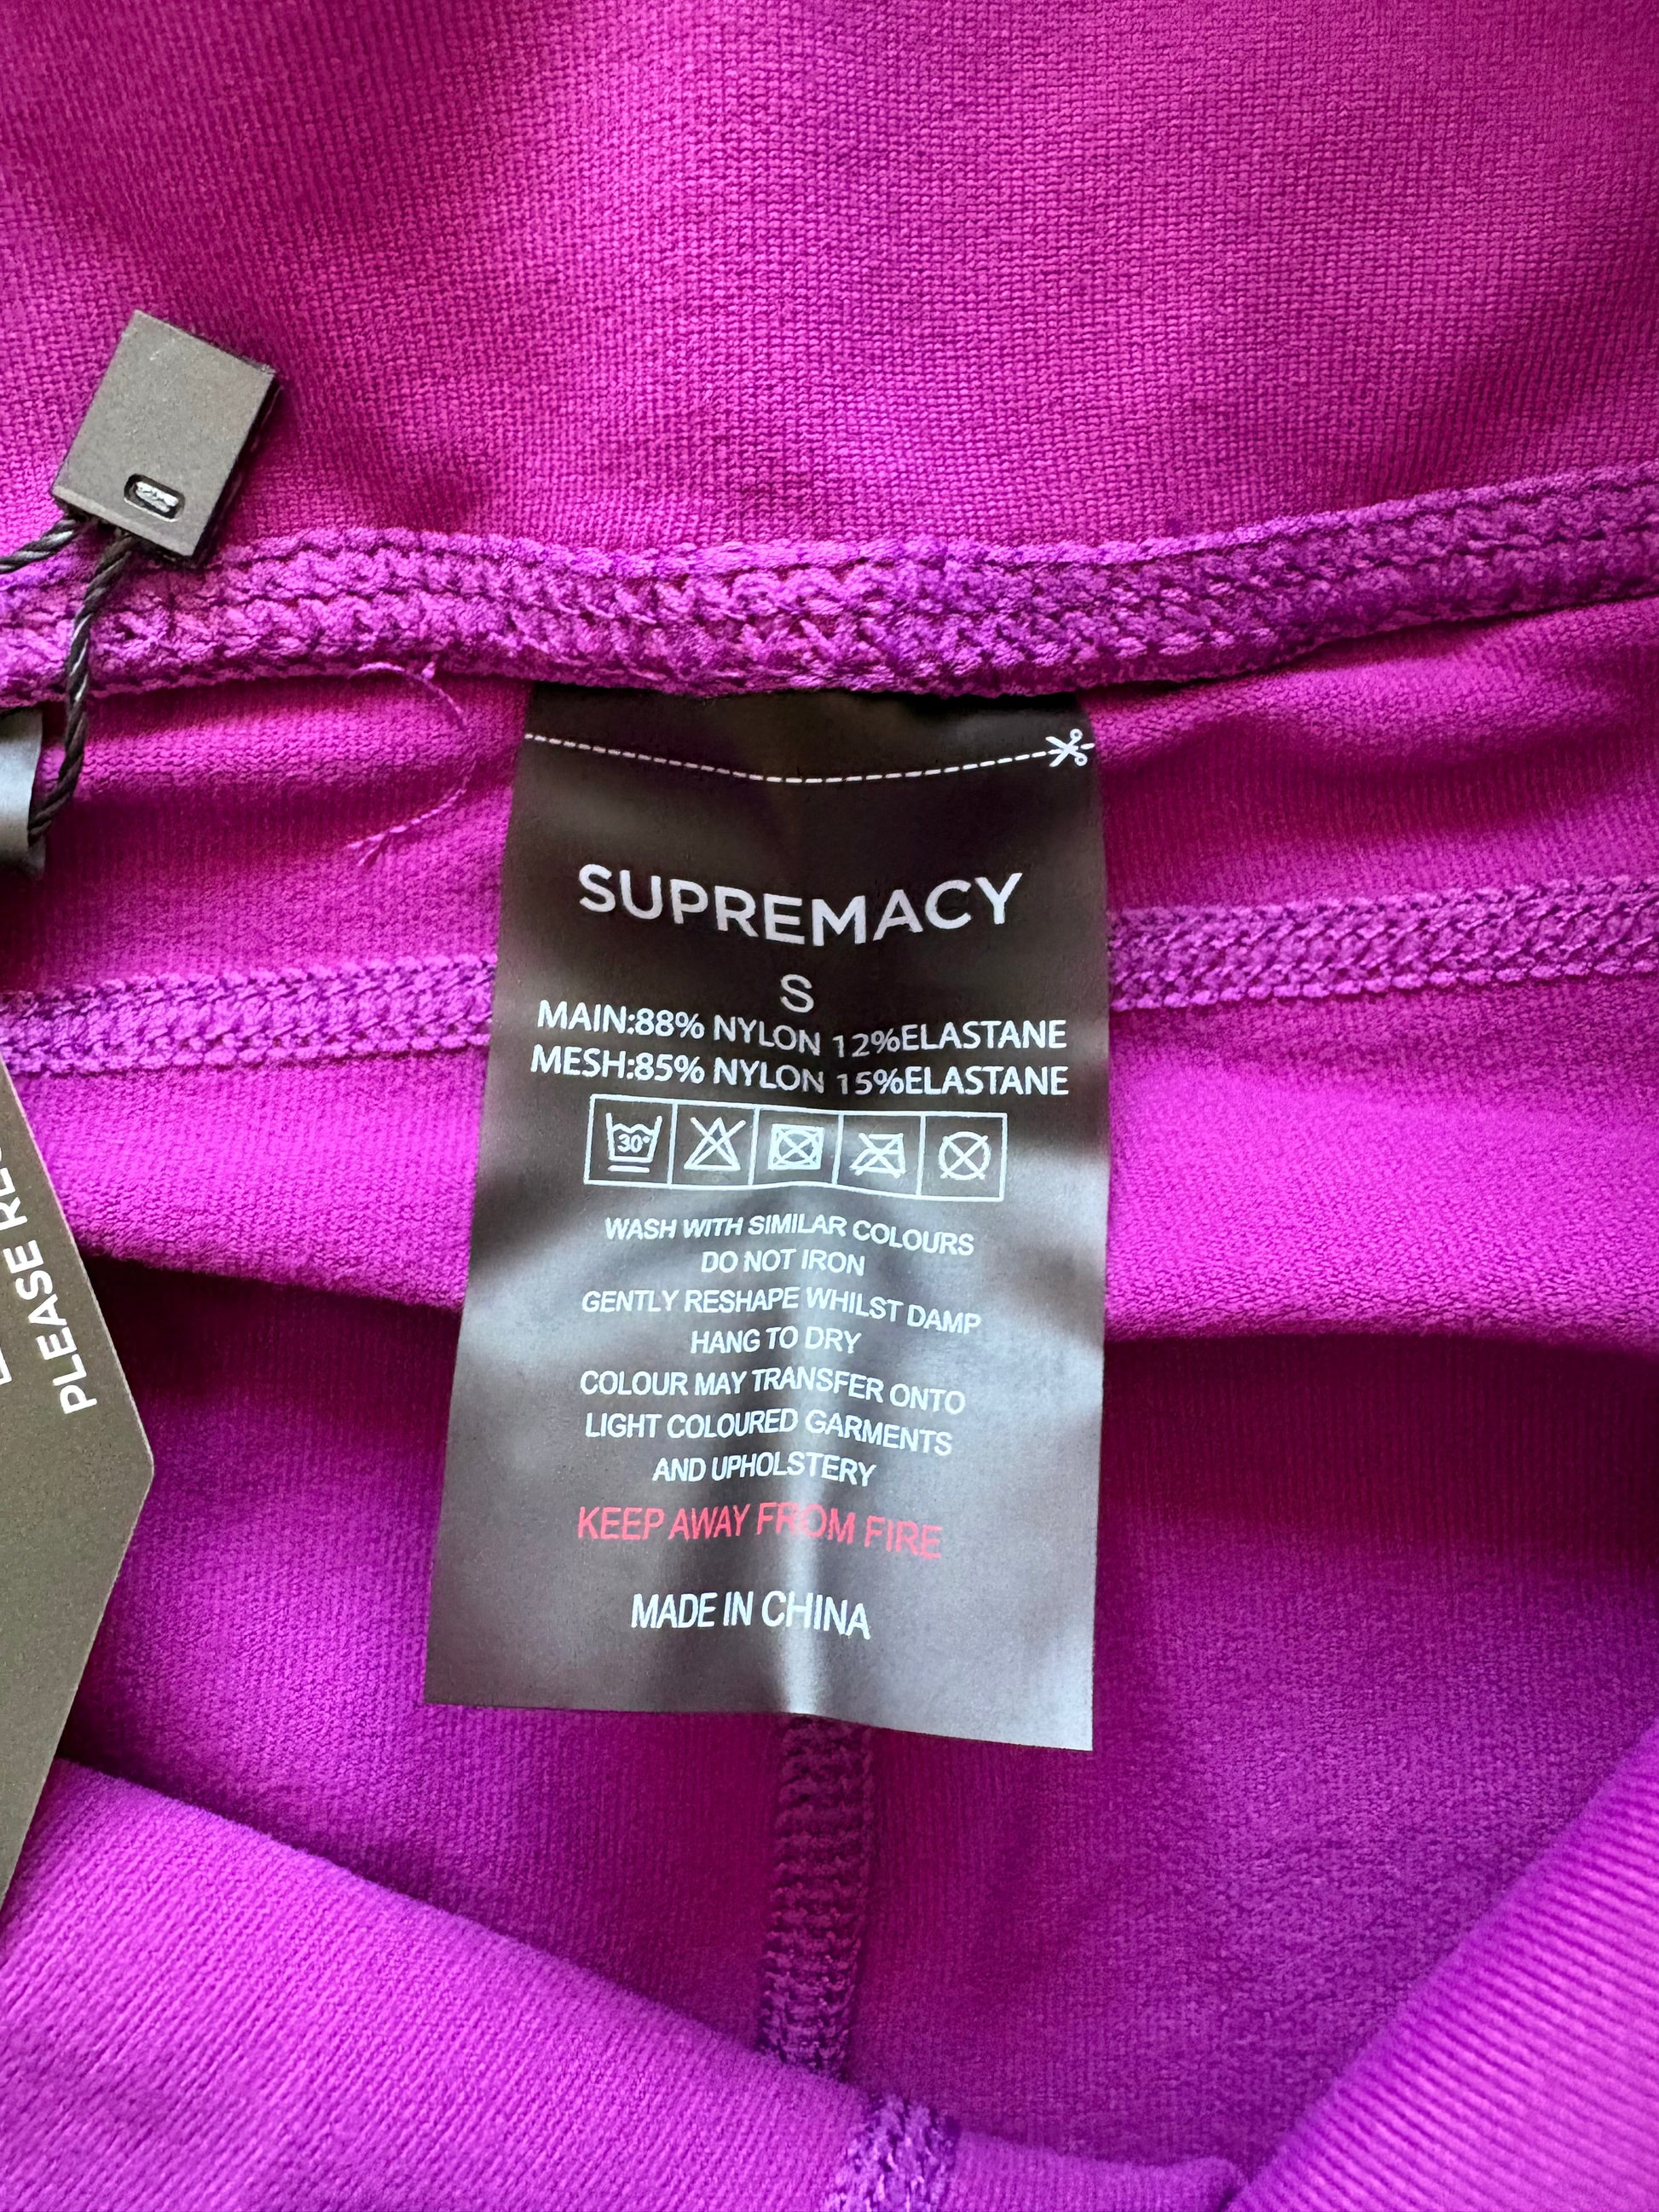 SUPREMACY
S
MAIN:88% NYLON 12%ELASTANE
MESH:85% NYLON 15%ELASTANE
30°
WASH WITH SIMILAR COLOURS
DO NOT IRON
GENTLY RESHAPE WHILST DAMP
HANG TO DRY
COLOUR MAY TRANSFER ONTO
LIGHT COLOURED GARMENTS
AND UPHOLSTERY
KEEP AWAY FROM FIRE
MADE IN CHINA
PLEASE